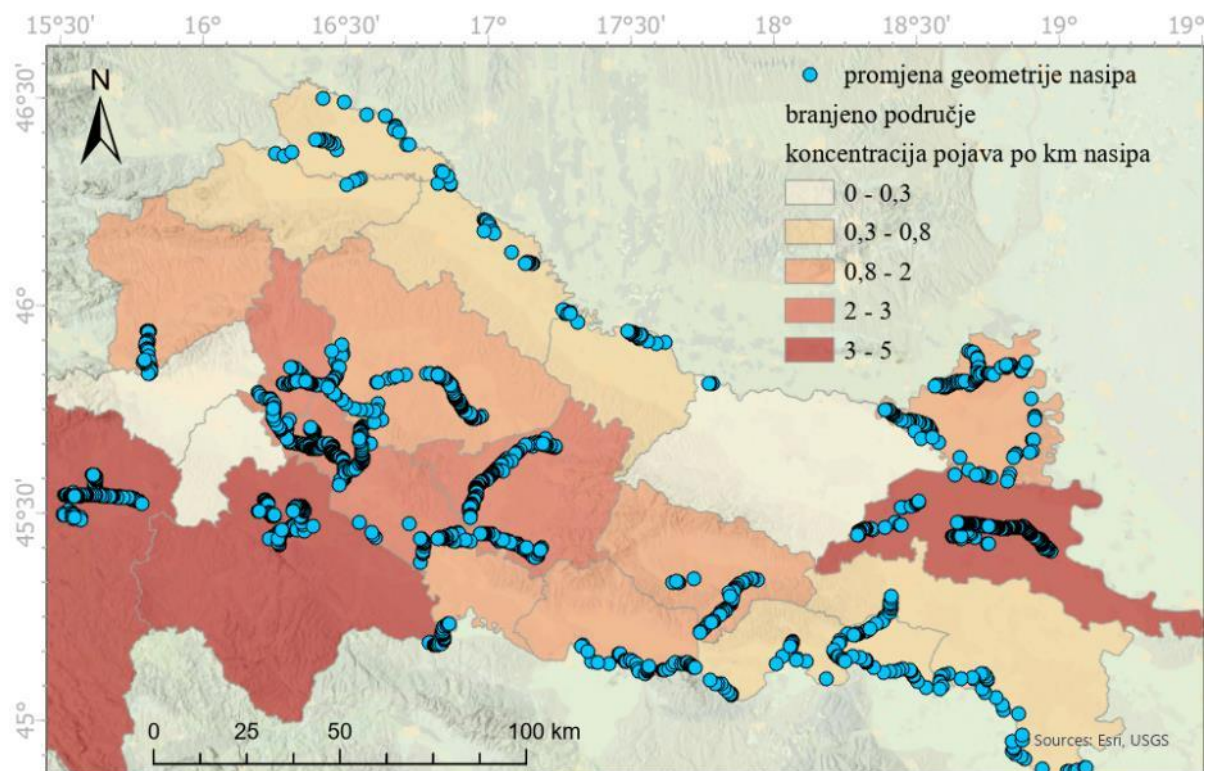 15°30' 16° 16°30' 17° 17°30' 18° 18°30' 19° 19°
N
46°30'
46°
45°30'
45°
promjena geometrije nasipa
branjeno područje
koncentracija pojava po km nasipa
0 - 0,3
0,3 - 0,8
0,8 - 2
2 - 3
3 - 5
0 25 50 100 km
Sources: Esri, USGS